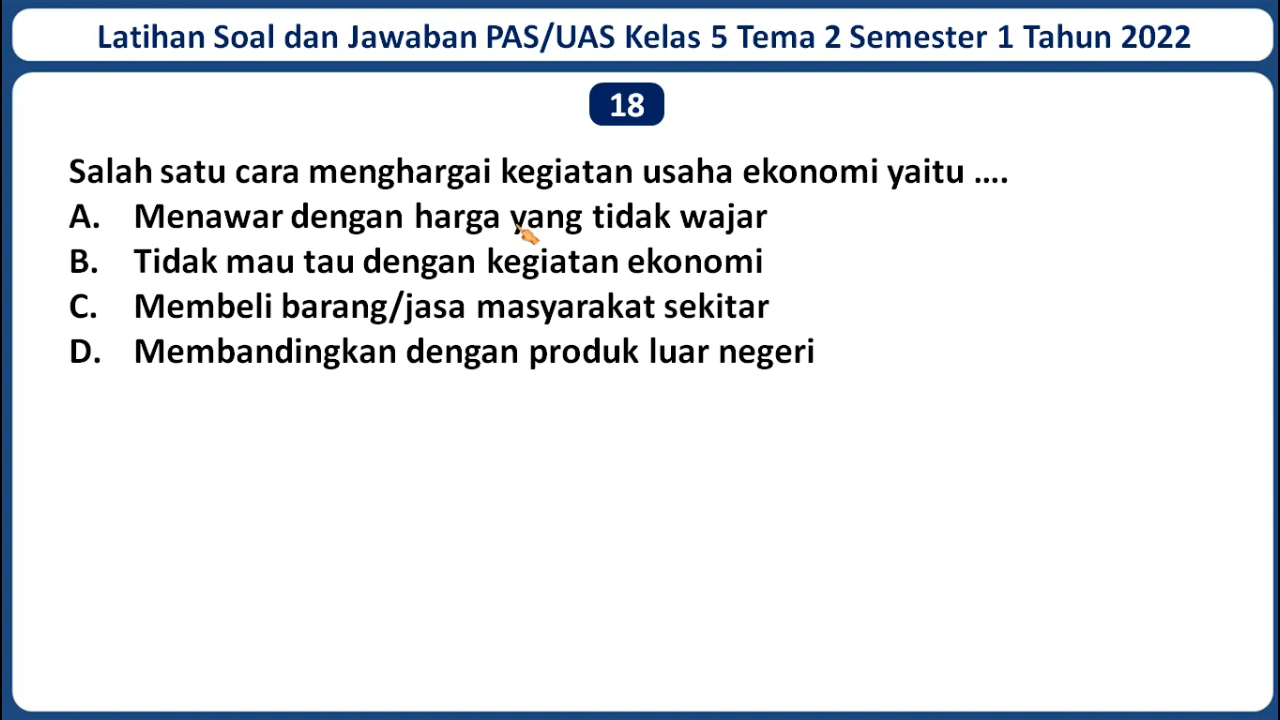 Latihan Soal dan Jawaban PAS/UAS Kelas 5 Tema 2 Semester 1 Tahun 2022
18
Salah satu cara menghargai kegiatan usaha ekonomi yaitu ....
A. Menawar dengan harga yang tidak wajar
B. Tidak mau tau dengan kegiatan ekonomi
C. Membeli barang/jasa masyarakat sekitar
D. Membandingkan dengan produk luar negeri